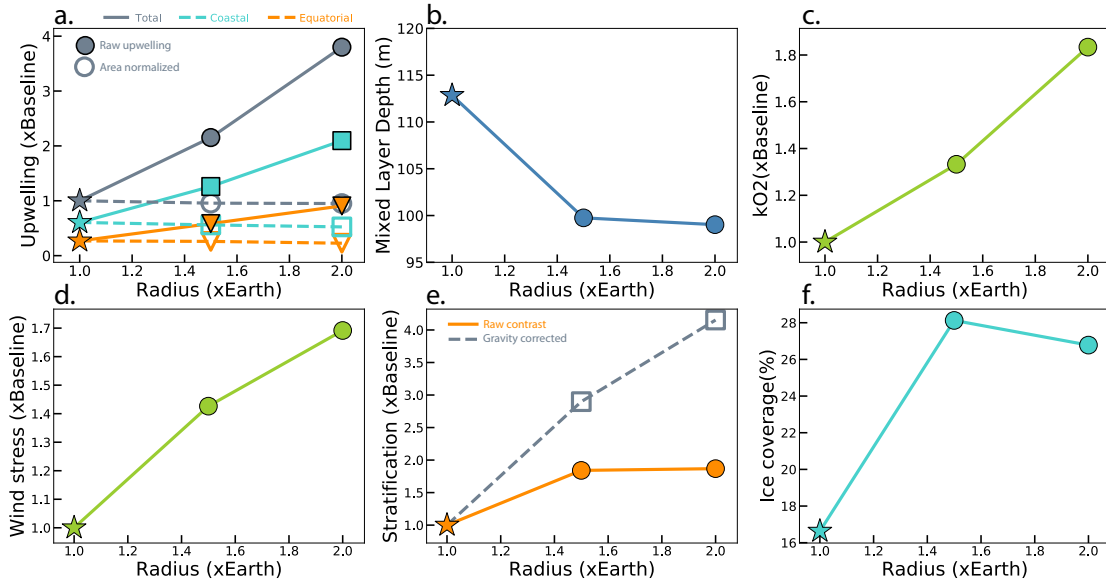 a.
Total Coastal Equatorial
Raw upwelling
Area normalized
Upwelling (xBaseline)
0
1
2
3
4
1.0 1.2 1.4 1.6 1.8 2.0
Radius (xEarth)
b.
Mixed Layer Depth (m)
95
100
105
110
115
120
1.0 1.2 1.4 1.6 1.8 2.0
Radius (xEarth)
c.
kO2(xBaseline)
1.0
1.2
1.4
1.6
1.8
1.0 1.2 1.4 1.6 1.8 2.0
Radius (xEarth)
d.
Wind stress (xBaseline)
1.0
1.1
1.2
1.3
1.4
1.5
1.6
1.7
1.0 1.2 1.4 1.6 1.8 2.0
Radius (xEarth)
e.
Raw contrast
Gravity corrected
Stratification (xBaseline)
1.0
1.5
2.0
2.5
3.0
3.5
4.0
1.0 1.2 1.4 1.6 1.8 2.0
Radius (xEarth)
f.
Ice coverage(%)
16
18
20
22
24
26
28
1.0 1.2 1.4 1.6 1.8 2.0
Radius (xEarth)